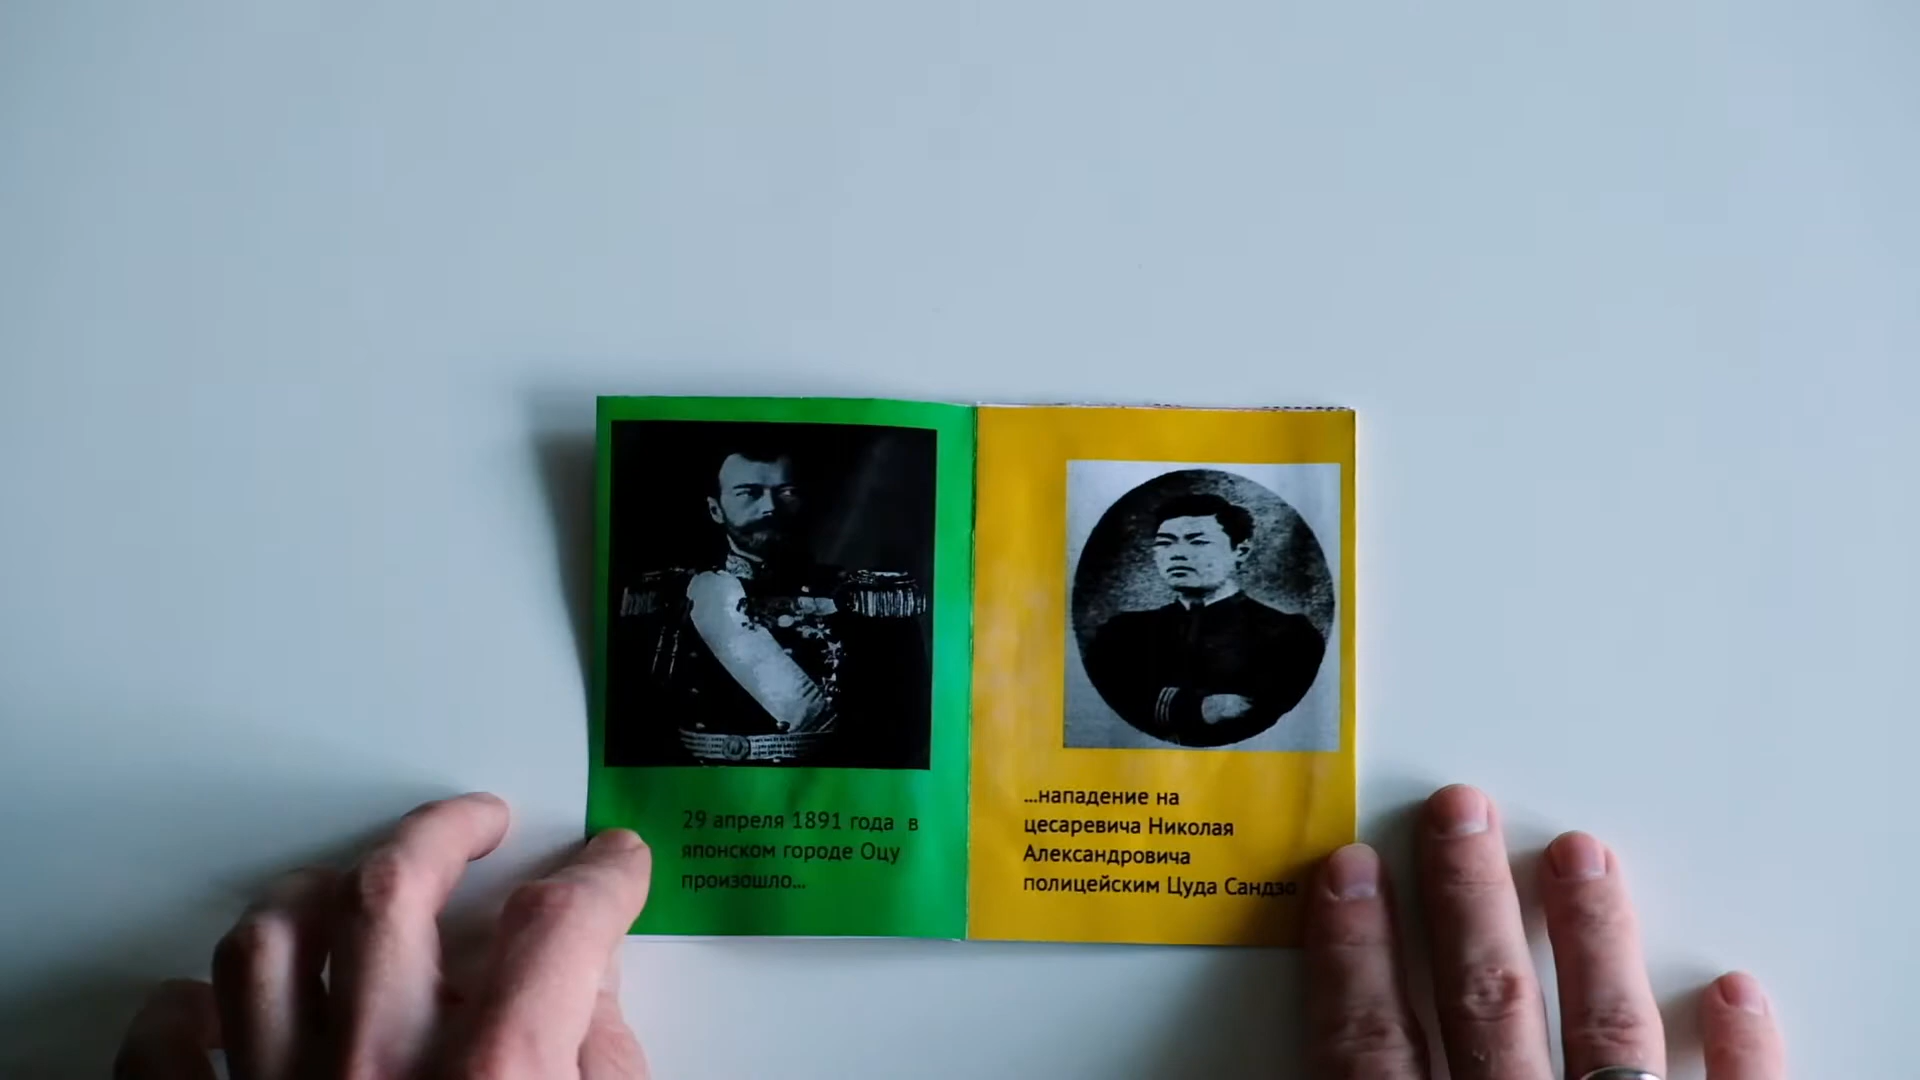 29 апреля 1891 года в
японском городе Оцу
произошло...
...нападение на
цесаревича Николая
Александровича
полицейским Цуда Сандзо